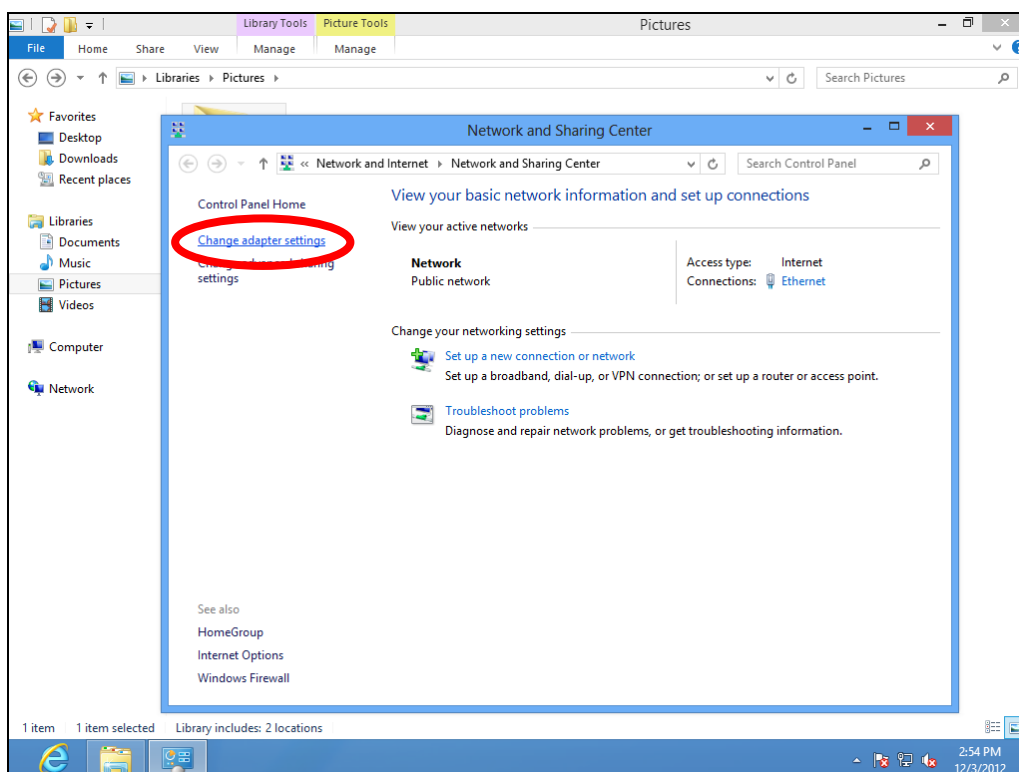 Library Tools Picture Tools Pictures
File Home Share View Manage Manage
Libraries Pictures Search Pictures
Favorites
Desktop
Downloads
Recent places
Libraries
Documents
Music
Pictures
Videos
Computer
Network
Network and Sharing Center
« Network and Internet Network and Sharing Center Search Control Panel
Control Panel Home
Change adapter settings
settings
View your basic network information and set up connections
View your active networks
Network
Public network
Access type: Internet
Connections: Ethernet
Change your networking settings
Set up a new connection or network
Set up a broadband, dial-up, or VPN connection; or set up a router or access point.
Troubleshoot problems
Diagnose and repair network problems, or get troubleshooting information.
See also
HomeGroup
Internet Options
Windows Firewall
1 item 1 item selected Library includes: 2 locations
2:54 PM
12/3/2012